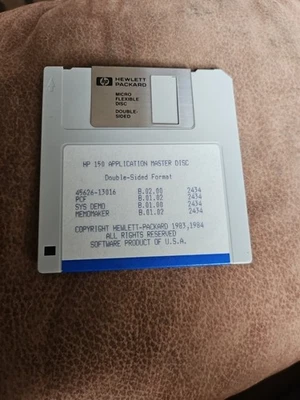 hp HEWLETT
PACKARD
MICRO
FLEXIBLE
DISC
DOUBLE-
SIDED
HP 150 APPLICATION MASTER DISC
Double-Sided Format
45626-13016 B.02.00 2434
PCF B.01.02 2434
SYS DEMO B.01.00 2434
MEMOMAKER B.01.02 2434
COPYRIGHT HEWLETT-PACKARD 1983,1984
ALL RIGHTS RESERVED
SOFTWARE PRODUCT OF U.S.A.